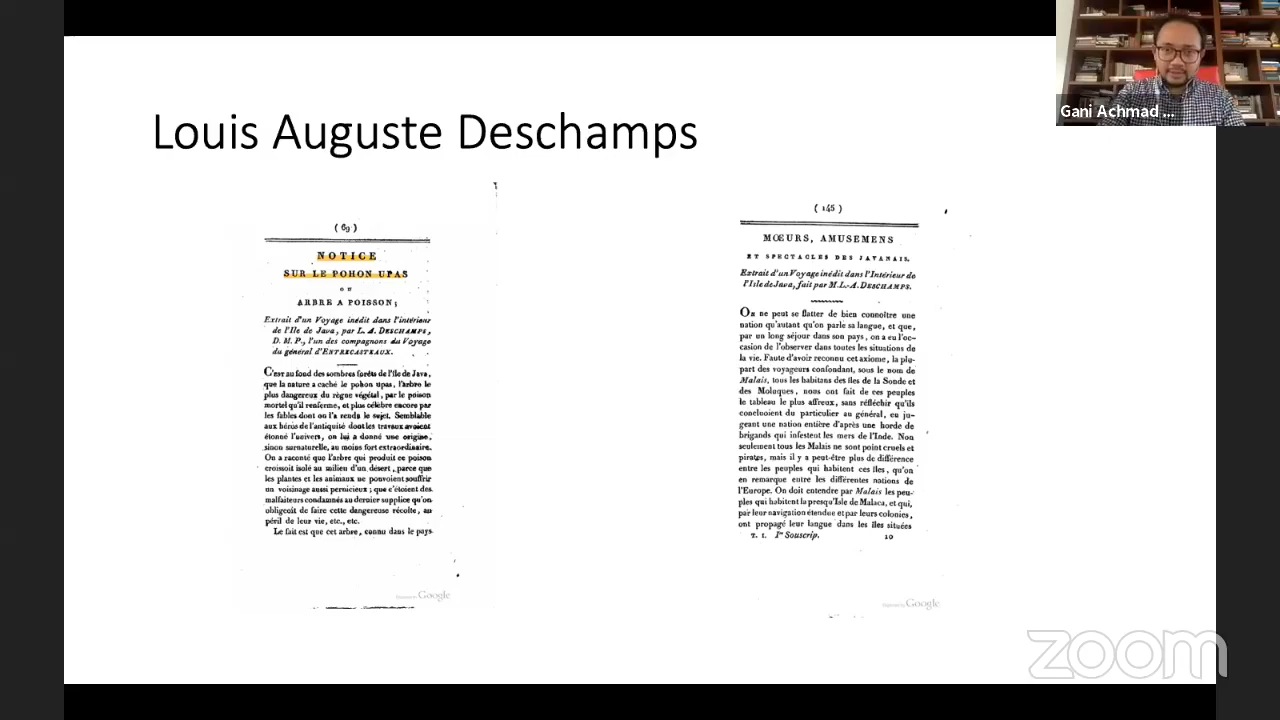 Louis Auguste Deschamps
( 69 )
NOTICE
SUR LE POHON UPAS
OU
ARBRE A POISON;
Extrait d'un Voyage inédit dans l'intérieur
de l'Ile de Java, par L. A. DESCHAMPS,
D. M. P., l'un des compagnons du Voyage
du général d'ENTRECASTEAUX.
C'EST au fond des sombres forêts de l'île de Java,
que la nature a caché le pohon upas, l'arbre le
plus dangereux du règne végétal, par le poison
mortel qu'il renferme, et plus célèbre encore par
les fables dont on l'a rendu le sujet. Semblable
aux héros de l'antiquité dont les travaux avoient
étonné l'univers, on lui a donné une origine,
sinon surnaturelle, au moins fort extraordinaire.
On a raconté que l'arbre qui produit ce poison
croissoit isolé au milieu d'un désert, parce que
les plantes et les animaux ne pouvoient souffrir
un voisinage aussi pernicieux; que c'étoient des
malfaiteurs condamnés au dernier supplice qu'on
obligeoit de faire cette dangereuse récolte, au
péril de leur vie, etc., etc.
Le fait est que cet arbre, connu dans le pays
Google
( 145 )
MŒURS, AMUSEMENS
ET SPECTACLES DES JAVANAIS.
Extrait d'un Voyage inédit dans l'Intérieur de
l'Isle de Java, fait par M. L.-A. DESCHAMPS.
ON ne peut se flatter de bien connoître une
nation qu'autant qu'on parle sa langue, et que,
par un long séjour dans son pays, on a eu l'oc-
casion de l'observer dans toutes les situations de
la vie. Faute d'avoir reconnu cet axiome, la plu-
part des voyageurs confondant, sous le nom de
Malais, tous les habitans des îles de la Sonde et
des Moluques, nous ont fait de ces peuples
le tableau le plus affreux, sans réfléchir qu'ils
concluoient du particulier au général, en ju-
geant une nation entière d'après une horde de
brigands qui infestent les mers de l'Inde. Non
seulement tous les Malais ne sont point cruels et
pirates, mais il y a peut-être plus de différence
entre les peuples qui habitent ces îles, qu'on
en remarque entre les différentes nations de
l'Europe. On doit entendre par Malais les peu-
ples qui habitent la presqu'Isle de Malaca, et qui,
par leur navigation étendue et par leurs colonies,
ont propagé leur langue dans les îles situées
T. I. Ire Souscrip. 10
Google
Gani Achmad ...
zoom